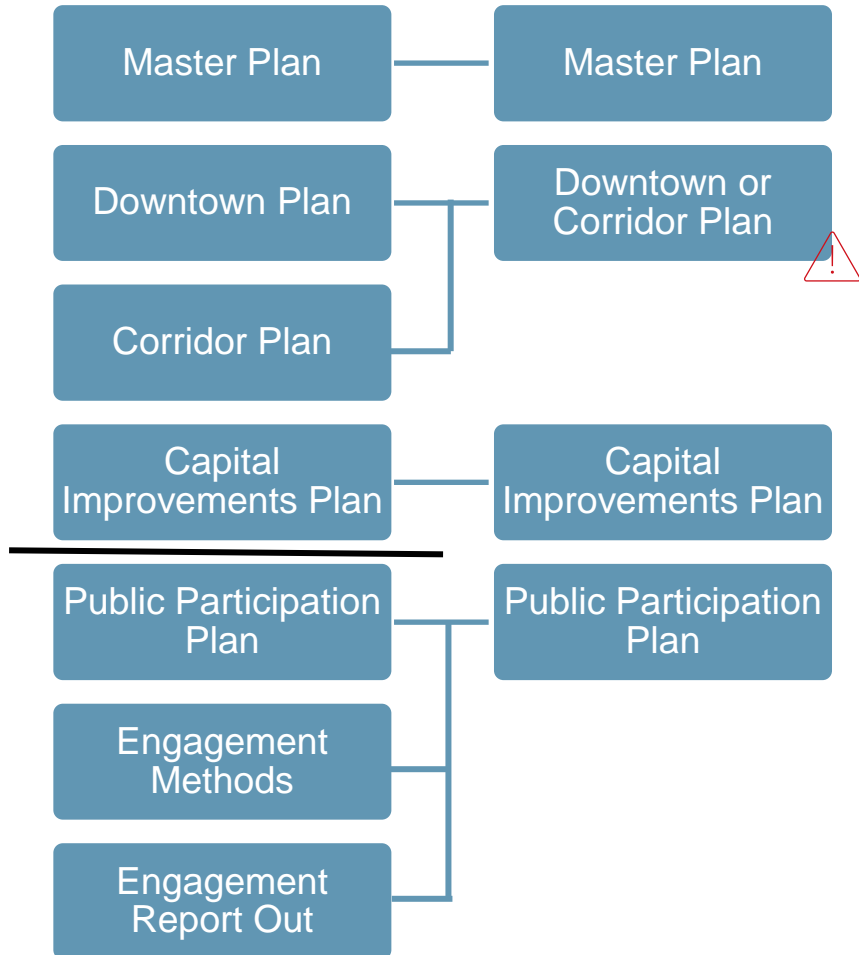 Master Plan
Master Plan
Downtown Plan
Downtown or
Corridor Plan
!
Corridor Plan
Capital
Improvements Plan
Capital
Improvements Plan
Public Participation
Plan
Public Participation
Plan
Engagement
Methods
Engagement
Report Out